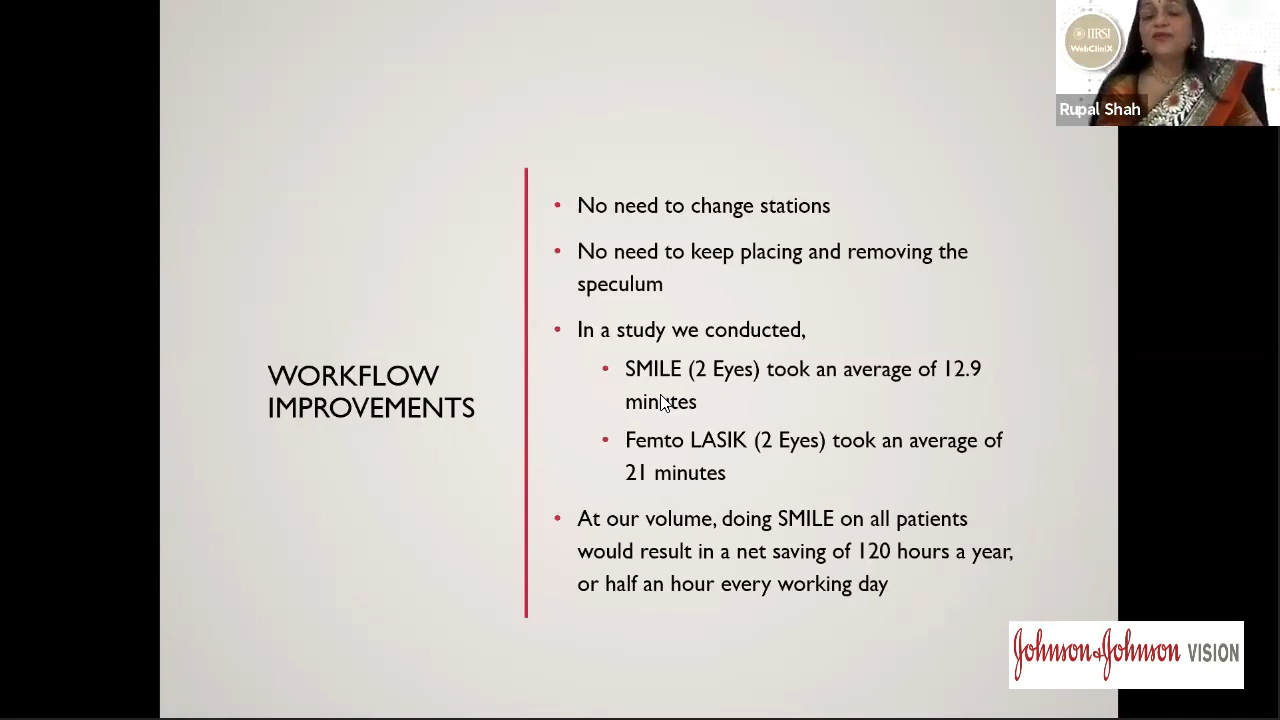 IIRSI
WebCliniX
Rupal Shah
WORKFLOW
IMPROVEMENTS
• No need to change stations
• No need to keep placing and removing the
speculum
• In a study we conducted,
• SMILE (2 Eyes) took an average of 12.9
minutes
• Femto LASIK (2 Eyes) took an average of
21 minutes
• At our volume, doing SMILE on all patients
would result in a net saving of 120 hours a year,
or half an hour every working day
Johnson & Johnson VISION